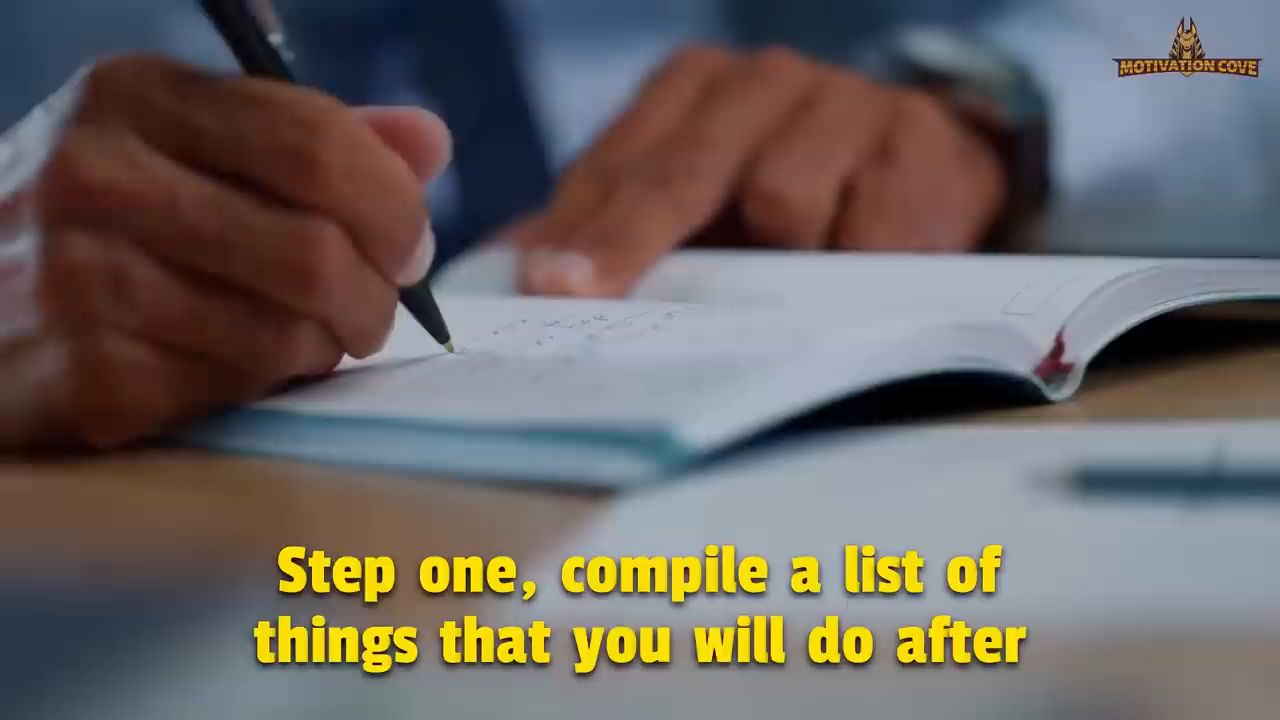 MOTIVATION COVE
Step one, compile a list of
things that you will do after